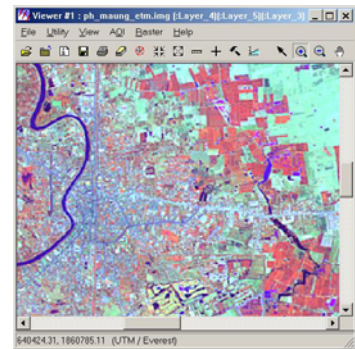 Viewer #1 : ph_maung_etm.img (:Layer_4)(:Layer_5)(:Layer_3)
File Utility View AOI Raster Help
640424.31, 1860785.11 (UTM / Everest)